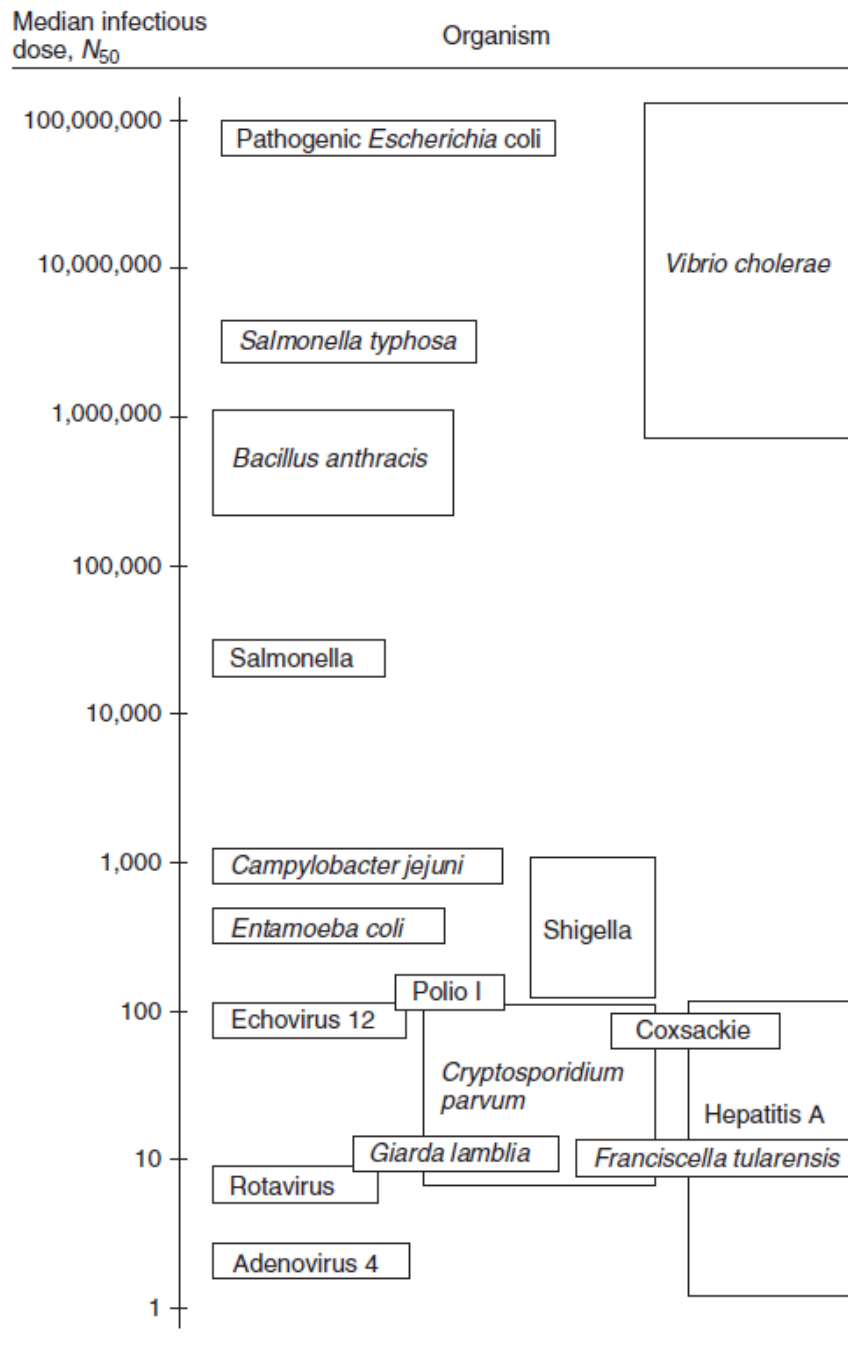 Median infectious
dose, N50
Organism
100,000,000
Pathogenic Escherichia coli
10,000,000
Vibrio cholerae
Salmonella typhosa
1,000,000
Bacillus anthracis
100,000
Salmonella
10,000
1,000
Campylobacter jejuni
Entamoeba coli
Shigella
Polio I
100
Echovirus 12
Coxsackie
Cryptosporidium
parvum
Hepatitis A
Giarda lamblia
10
Franciscella tularensis
Rotavirus
Adenovirus 4
1